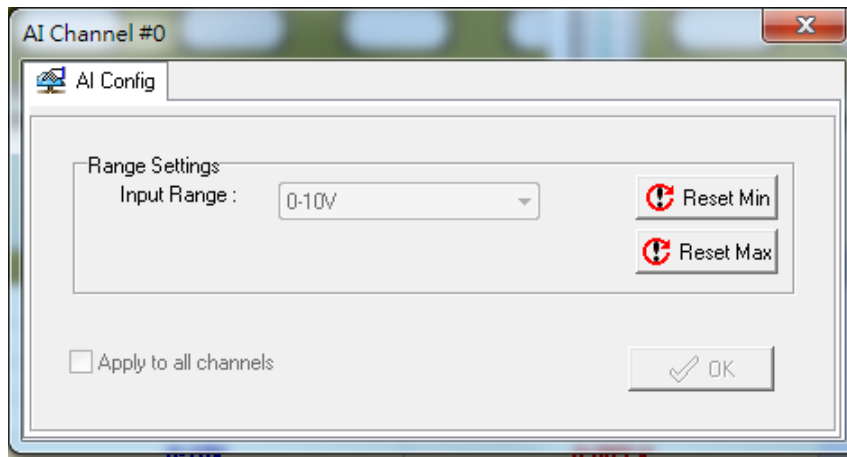 AI Channel #0
AI Config
Range Settings
Input Range :
0-10V
Reset Min
Reset Max
Apply to all channels
OK